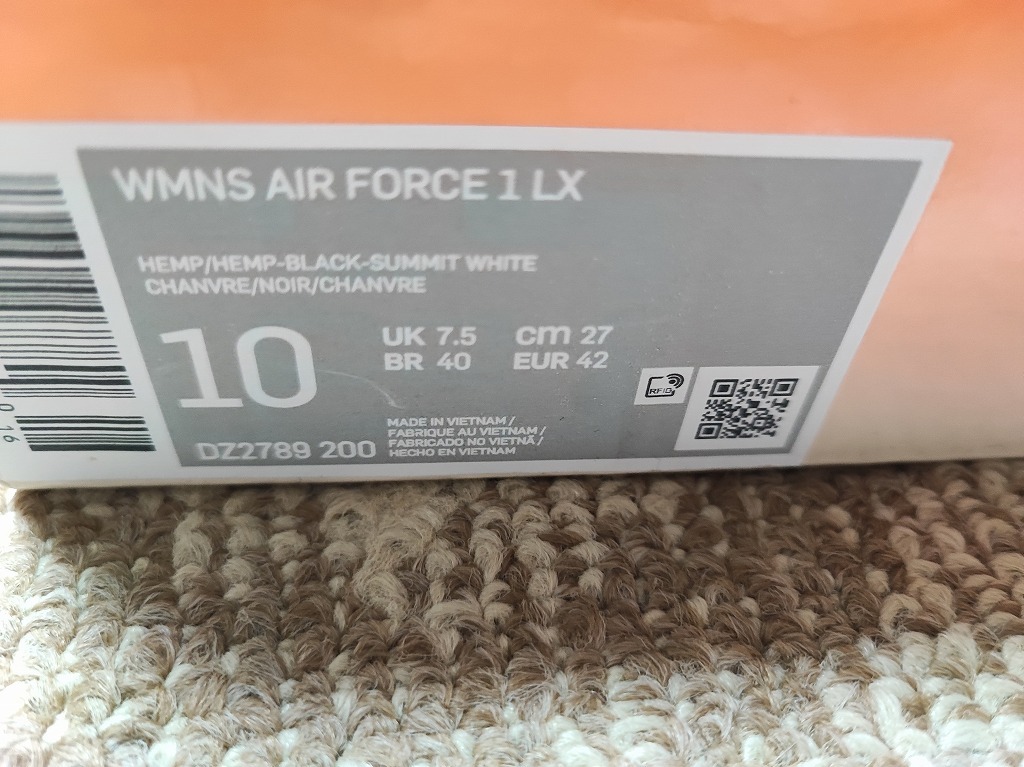 WMNS AIR FORCE 1 LX
HEMP/HEMP-BLACK-SUMMIT WHITE
CHANVRE/NOIR/CHANVRE
10
UK 7.5 cm 27
BR 40 EUR 42
RFID
DZ2789 200
MADE IN VIETNAM /
FABRIQUE AU VIETNAM /
FABRICADO NO VIETNÃ /
HECHO EN VIETNAM
0 16